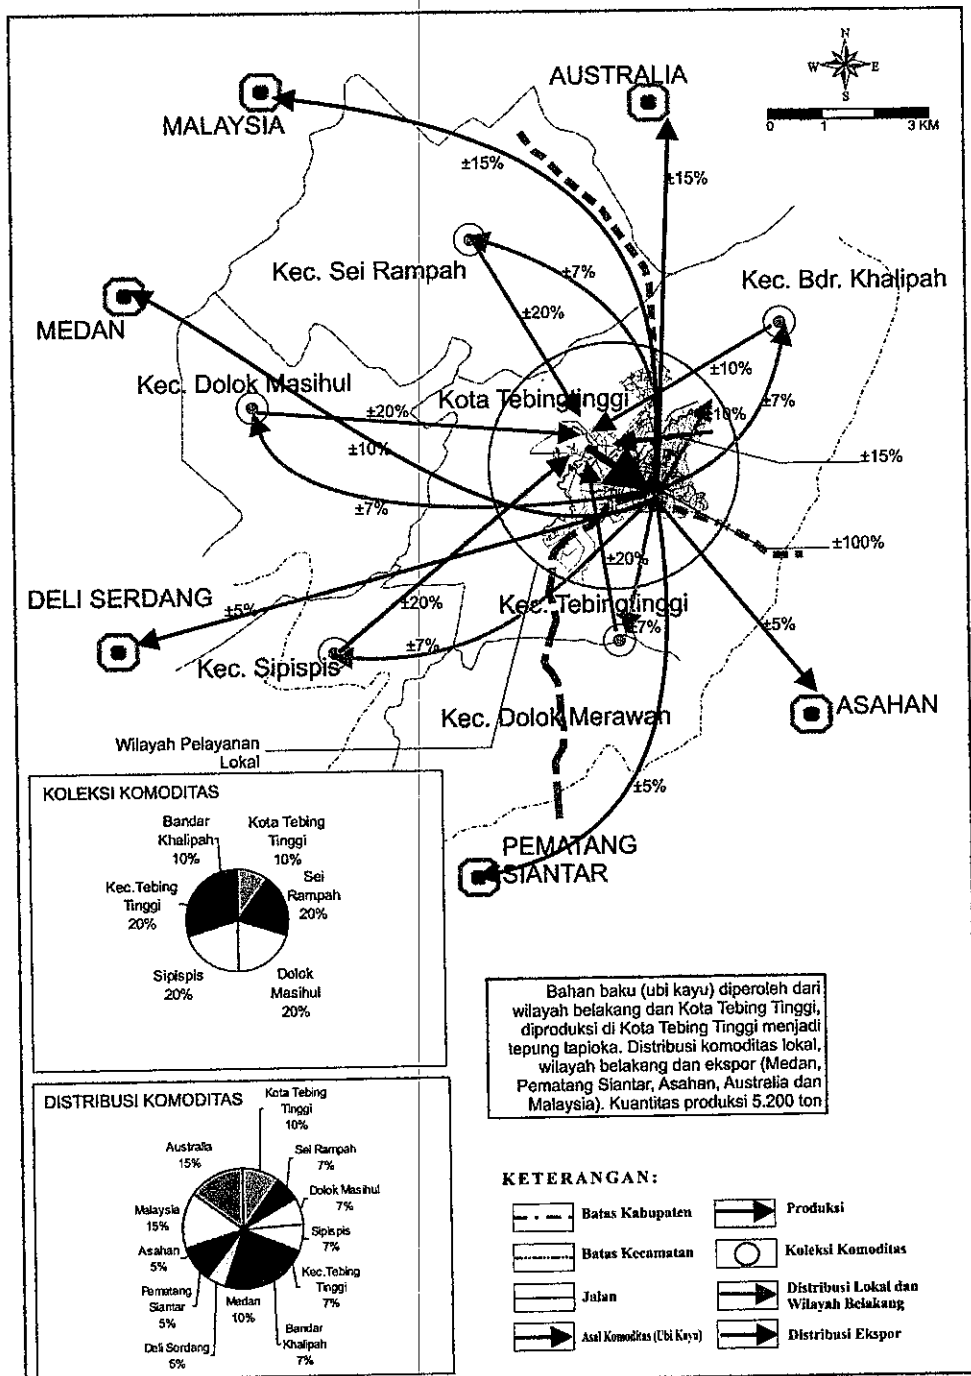 N
W E
S
0 1 3 KM
AUSTRALIA
MALAYSIA
±15%
±15%
Kec. Sei Rampah
±7%
Kec. Bdr. Khalipah
MEDAN
±20%
Kec. Dolok Masihul
±10%
Kota Tebingtinggi
±20%
±7%
±10%
±10%
±15%
±7%
±100%
±20%
DELI SERDANG
±20%
Kec. Tebingtinggi
±5%
±7%
±7%
±5%
Kec. Sipispis
ASAHAN
Kec. Dolok Merawan
Wilayah Pelayanan
Lokal
±5%
PEMATANG
SIANTAR
KOLEKSI KOMODITAS
Bandar
Khalipah
10%
Kota Tebing
Tinggi
10%
Sei
Rampah
20%
Kec.Tebing
Tinggi
20%
Sipispis
20%
Dolok
Masihul
20%
Bahan baku (ubi kayu) diperoleh dari
wilayah belakang dan Kota Tebing Tinggi,
diproduksi di Kota Tebing Tinggi menjadi
tepung tapioka. Distribusi komoditas lokal,
wilayah belakang dan ekspor (Medan,
Pematang Siantar, Asahan, Australia dan
Malaysia). Kuantitas produksi 5.200 ton
DISTRIBUSI KOMODITAS
Kota Tebing
Tinggi
10%
Australia
15%
Sei Rampah
7%
Dolok Masihul
7%
Malaysia
15%
Sipispis
7%
Asahan
5%
Kec.Tebing
Tinggi
7%
Pematang
Siantar
5%
Medan
10%
Deli Serdang
5%
Bandar
Khalipah
7%
KETERANGAN:
Batas Kabupaten
Produksi
Batas Kecamatan
Koleksi Komoditas
Jalan
Distribusi Lokal dan
Wilayah Belakang
Asal Komoditas (Ubi Kayu)
Distribusi Ekspor